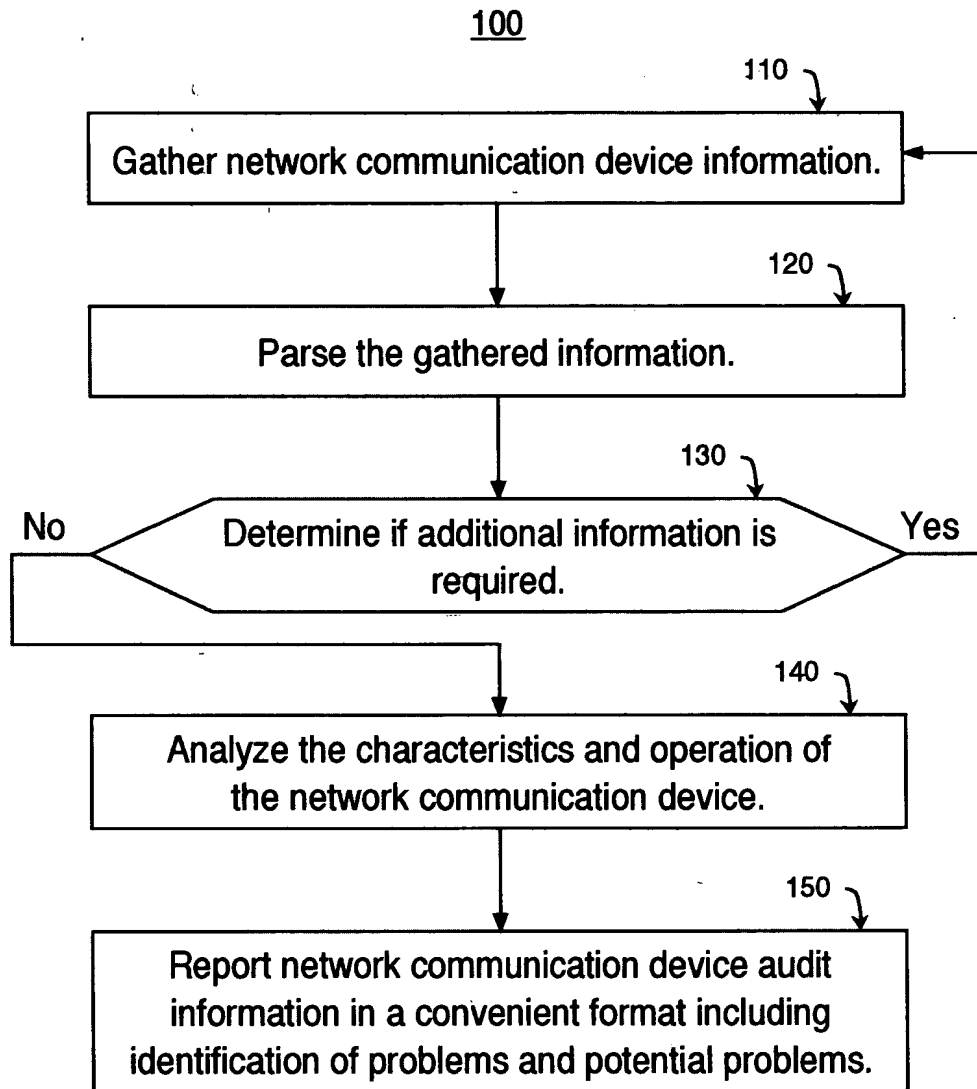 100
110
Gather network communication device information.
120
Parse the gathered information.
130
No
Determine if additional information is
required.
Yes
140
Analyze the characteristics and operation of
the network communication device.
150
Report network communication device audit
information in a convenient format including
identification of problems and potential problems.